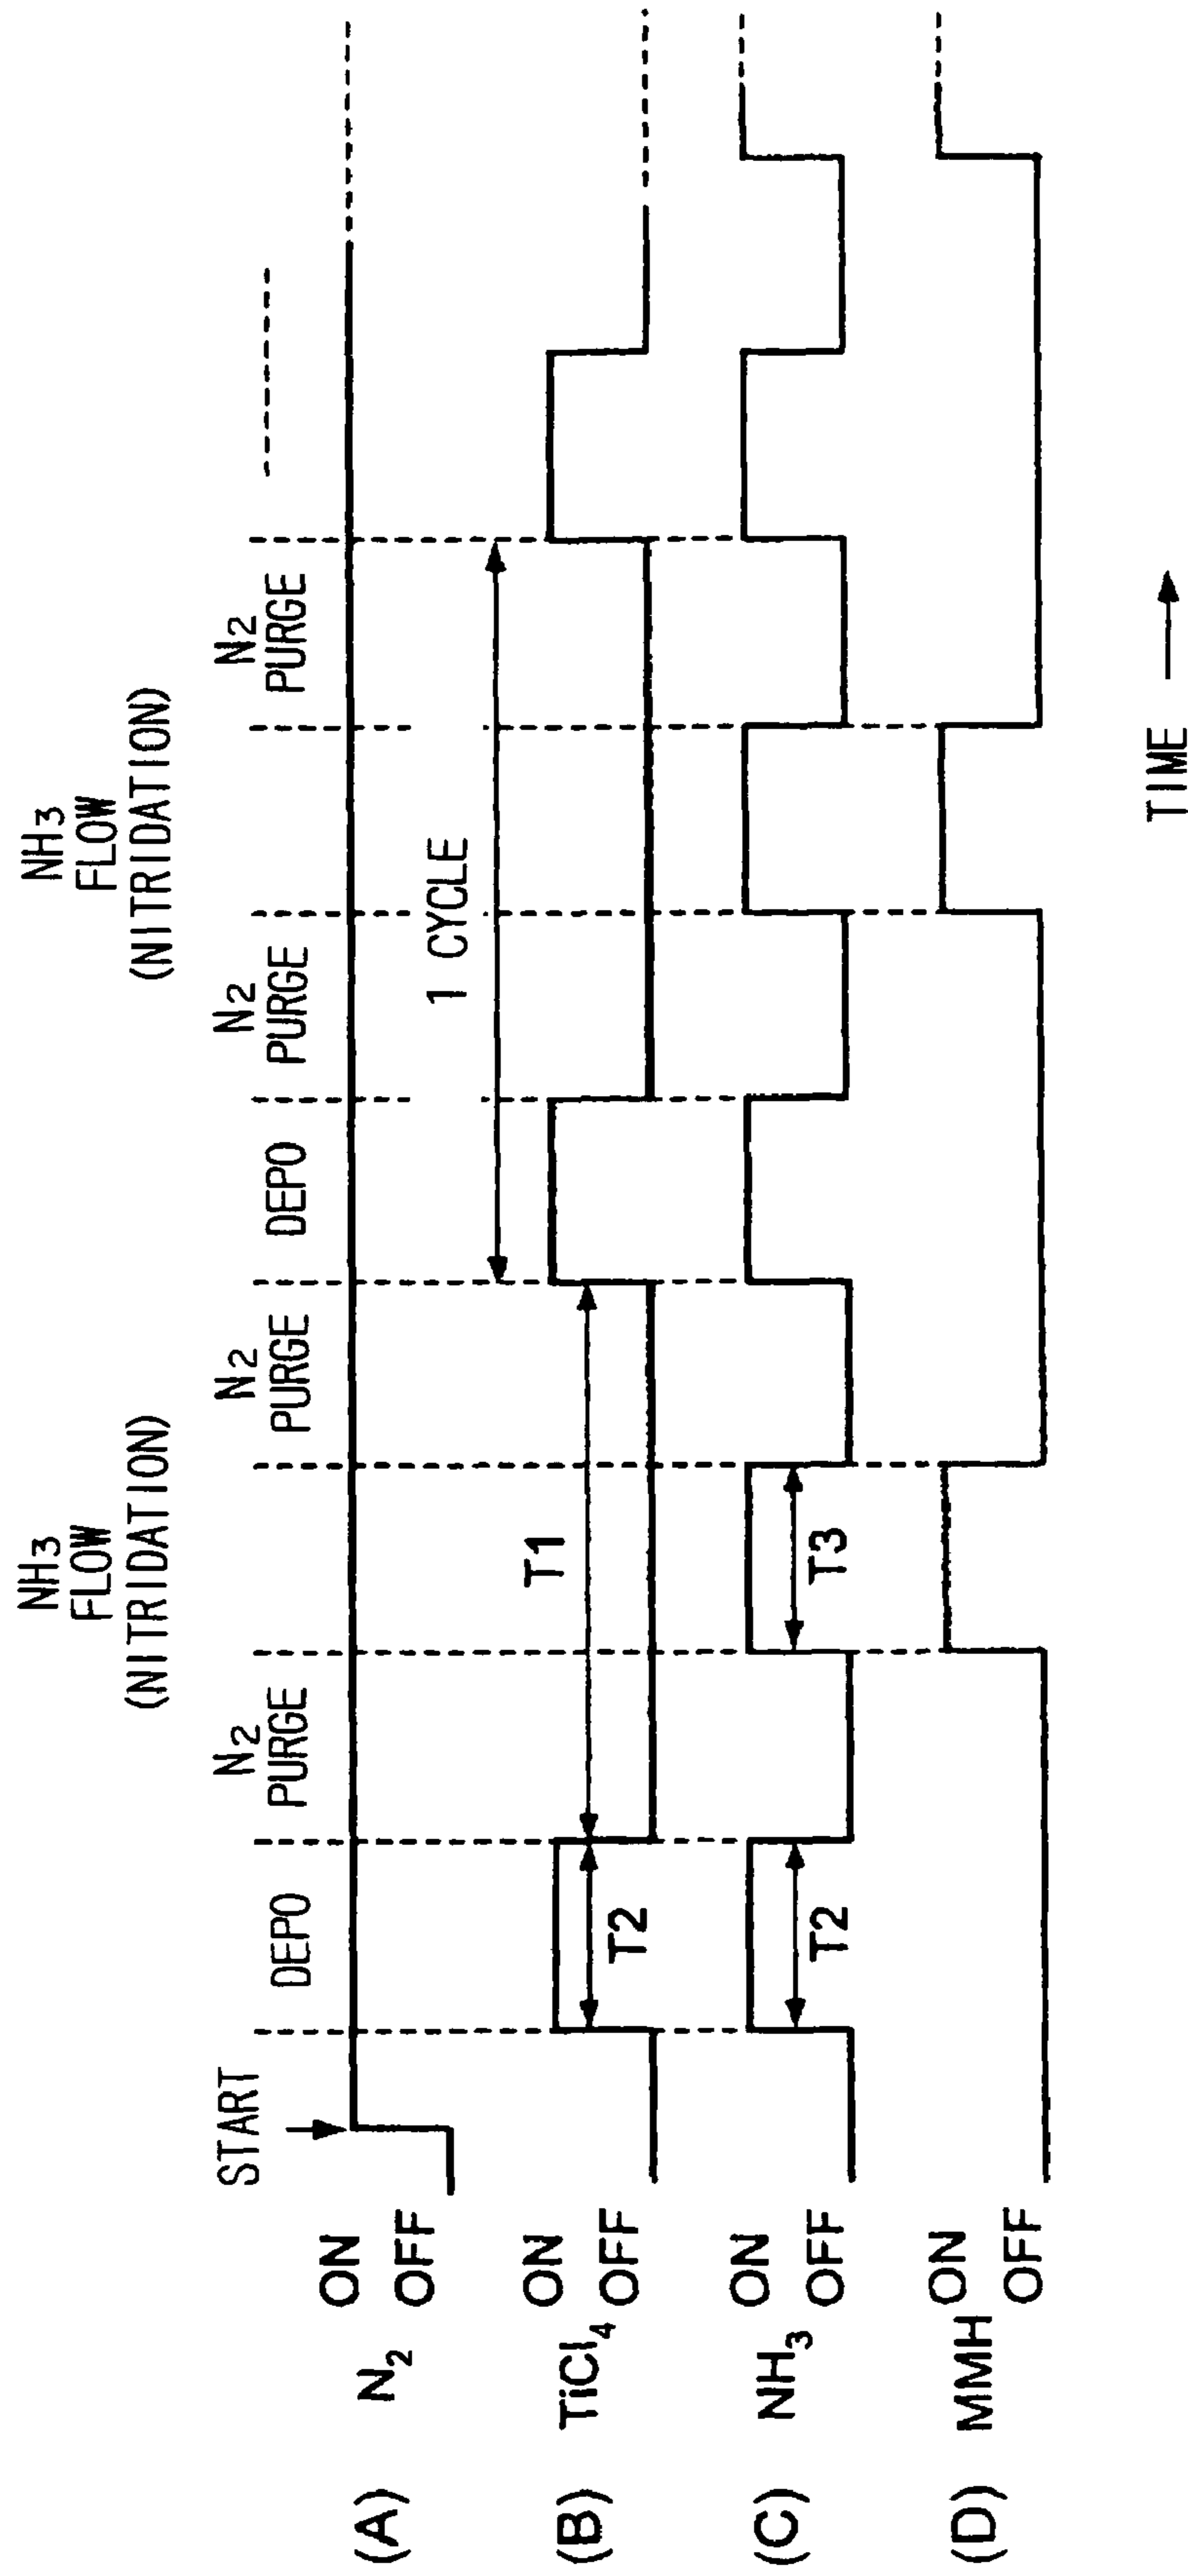 NH3
FLOW
(NITRIDATION)
NH3
FLOW
(NITRIDATION)
START
DEPO
N2
PURGE
N2
PURGE
DEPO
N2
PURGE
N2
PURGE
1 CYCLE
(A) N2 ON
OFF
(B) TiCl4 ON
OFF
T2
T1
(C) NH3 ON
OFF
T2
T3
(D) MMH ON
OFF
TIME